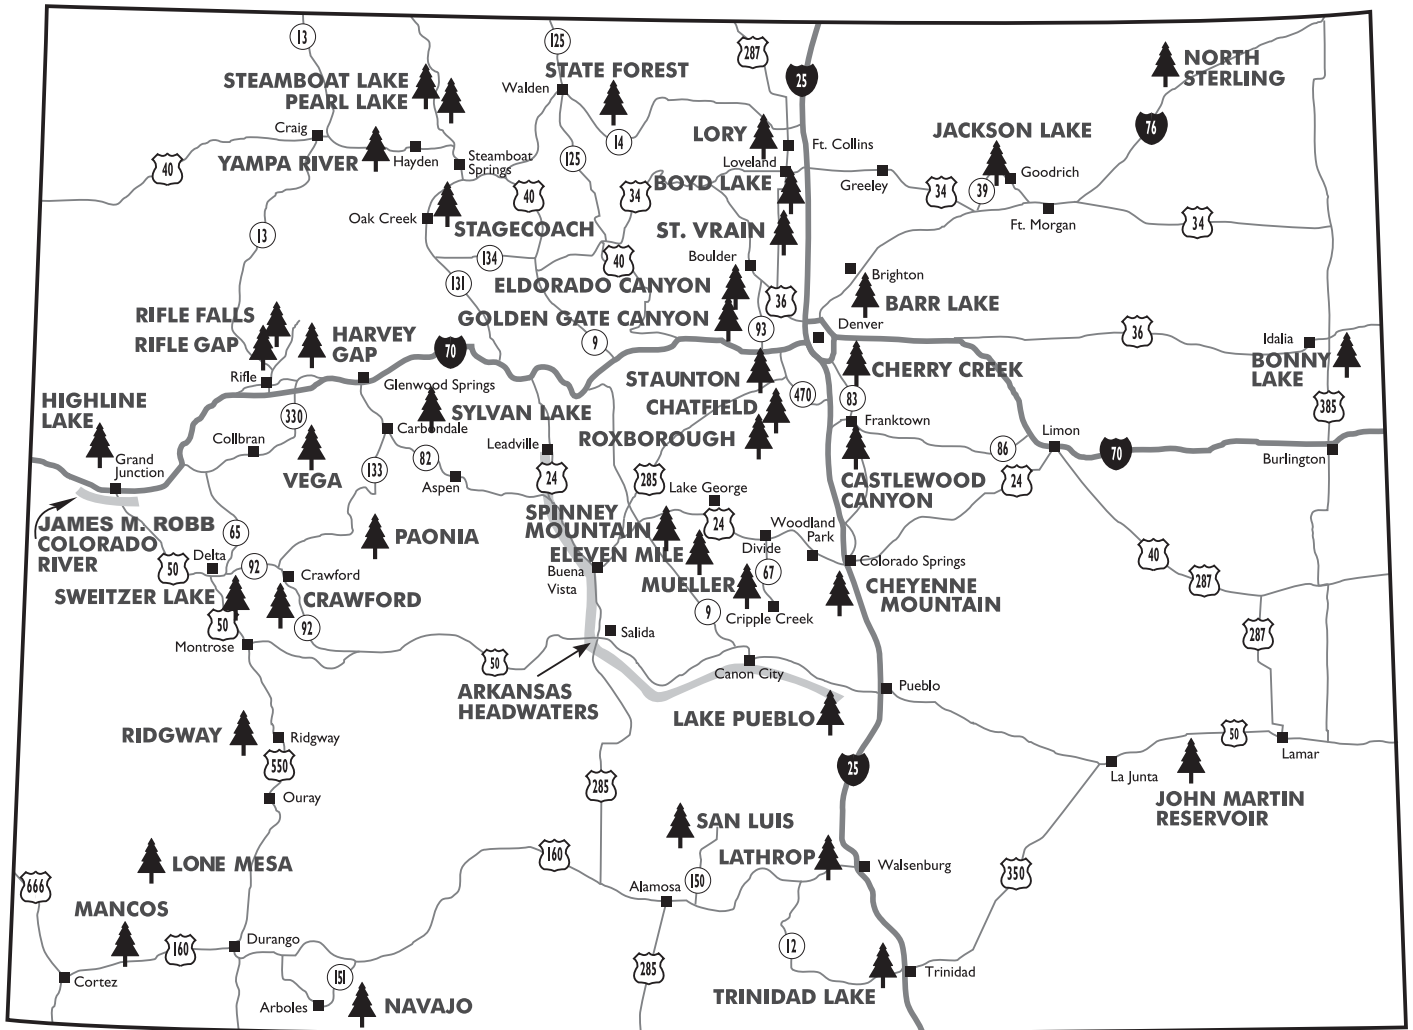 13
125
287
25
NORTH
STERLING
STEAMBOAT LAKE
PEARL LAKE
STATE FOREST
Walden
76
JACKSON LAKE
LORY
Ft. Collins
14
Craig
YAMPA RIVER
Hayden
Steamboat
Springs
125
40
40
34
Loveland
BOYD LAKE
Greeley
34
39
Goodrich
Ft. Morgan
34
Oak Creek
STAGECOACH
ST. VRAIN
13
134
40
131
Boulder
ELDORADO CANYON
36
Brighton
BARR LAKE
GOLDEN GATE CANYON
93
Denver
36
Idalia
BONNY
LAKE
RIFLE FALLS
RIFLE GAP
HARVEY
GAP
70
9
Rifle
Glenwood Springs
STAUNTON
CHERRY CREEK
470
83
385
HIGHLINE
LAKE
330
SYLVAN LAKE
CHATFIELD
Franktown
Collbran
Carbondale
Leadville
ROXBOROUGH
86
Limon
70
Burlington
Grand
Junction
VEGA
133
82
Aspen
24
285
Lake George
CASTLEWOOD
CANYON
24
JAMES M. ROBB
COLORADO
RIVER
65
PAONIA
SPINNEY
MOUNTAIN
24
Woodland
Park
Divide
ELEVEN MILE
Colorado Springs
40
287
50
Delta
92
Crawford
Buena
Vista
MUELLER
67
CHEYENNE
MOUNTAIN
SWEITZER LAKE
CRAWFORD
50
92
9
Cripple Creek
287
Montrose
50
Salida
Canon City
Pueblo
ARKANSAS
HEADWATERS
LAKE PUEBLO
RIDGWAY
Ridgway
550
50
Lamar
25
La Junta
285
Ouray
JOHN MARTIN
RESERVOIR
SAN LUIS
LONE MESA
160
LATHROP
Walsenburg
666
Alamosa
150
350
MANCOS
160
Durango
12
Cortez
151
285
Trinidad
Arboles
NAVAJO
TRINIDAD LAKE